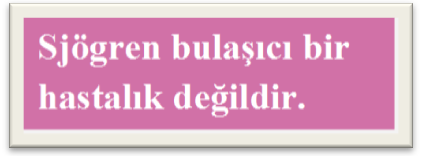 Sjögren bulaşıcı bir
hastalık değildir.